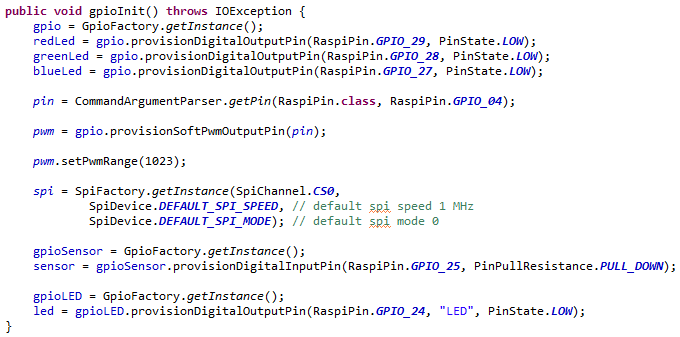 public void gpioInit() throws IOException {
    gpio = GpioFactory.getInstance();
    redLed = gpio.provisionDigitalOutputPin(RaspiPin.GPIO_29, PinState.LOW);
    greenLed = gpio.provisionDigitalOutputPin(RaspiPin.GPIO_28, PinState.LOW);
    blueLed = gpio.provisionDigitalOutputPin(RaspiPin.GPIO_27, PinState.LOW);

    pin = CommandArgumentParser.getPin(RaspiPin.class, RaspiPin.GPIO_04);

    pwm = gpio.provisionSoftPwmOutputPin(pin);

    pwm.setPwmRange(1023);

    spi = SpiFactory.getInstance(SpiChannel.CS0,
            SpiDevice.DEFAULT_SPI_SPEED, // default spi speed 1 MHz
            SpiDevice.DEFAULT_SPI_MODE); // default spi mode 0

    gpioSensor = GpioFactory.getInstance();
    sensor = gpioSensor.provisionDigitalInputPin(RaspiPin.GPIO_25, PinPullResistance.PULL_DOWN);

    gpioLED = GpioFactory.getInstance();
    led = gpioLED.provisionDigitalOutputPin(RaspiPin.GPIO_24, "LED", PinState.LOW);
}